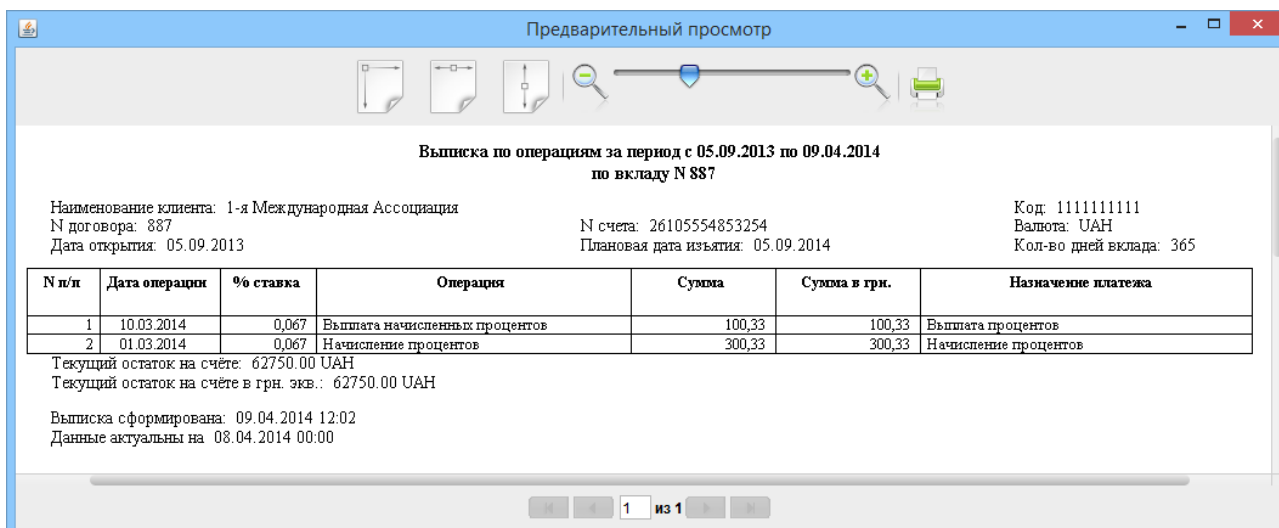 Предварительный просмотр
Выписка по операциям за период с 05.09.2013 по 09.04.2014
по вкладу N 887
Наименование клиента: 1-я Международная Ассоциация Код: 1111111111
N договора: 887 N счета: 26105554853254 Валюта: UAH
Дата открытия: 05.09.2013 Плановая дата изъятия: 05.09.2014 Кол-во дней вклада: 365
N п/п Дата операции % ставка Операция Сумма Сумма в грн. Назначение платежа
1 10.03.2014 0,067 Выплата начисленных процентов 100,33 100,33 Выплата процентов
2 01.03.2014 0,067 Начисление процентов 300,33 300,33 Начисление процентов
Текущий остаток на счёте: 62750.00 UAH
Текущий остаток на счёте в грн. экв.: 62750.00 UAH
Выписка сформирована: 09.04.2014 12:02
Данные актуальны на 08.04.2014 00:00
1 из 1